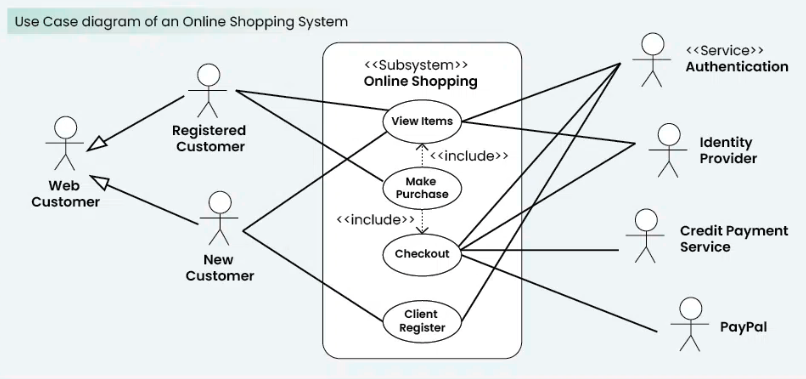 Use Case diagram of an Online Shopping System
<<Subsystem>>
Online Shopping
<<Service>>
Authentication
Registered
Customer
View Items
Identity
Provider
<<include>>
Web
Customer
Make
Purchase
<<include>>
Credit Payment
Service
New
Customer
Checkout
Client
Register
PayPal